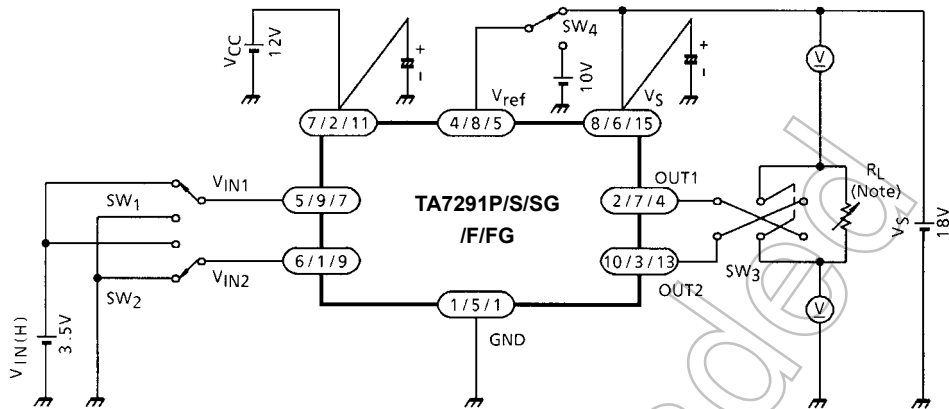 VCC
12V
+
-
SW4
10V
Vref
VS
+
-
V
7 / 2 / 11
4 / 8 / 5
8 / 6 / 15
VIN1
SW1
5 / 9 / 7
TA7291P/S/SG
/F/FG
OUT1
2 / 7 / 4
RL
(Note)
VS
18V
SW2
VIN2
6 / 1 / 9
10 / 3 / 13
OUT2
SW3
VIN(H)
3.5V
1 / 5 / 1
GND
V
ded